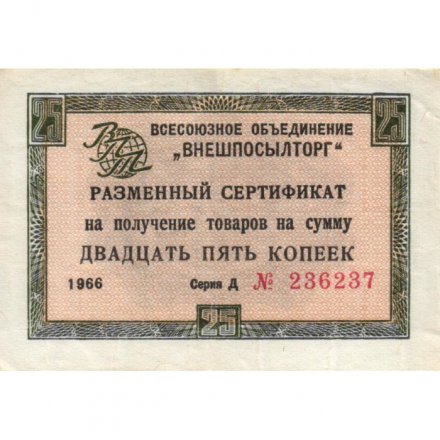 25 25
ВПТ
ВСЕСОЮЗНОЕ ОБЪЕДИНЕНИЕ
„ВНЕШПОСЫЛТОРГ“
РАЗМЕННЫЙ СЕРТИФИКАТ
на получение товаров на сумму
ДВАДЦАТЬ ПЯТЬ КОПЕЕК
1966 Серия Д № 236237
25